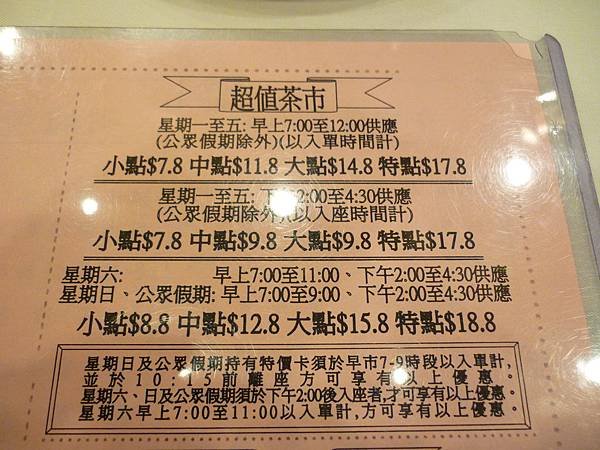 超值茶市
星期一至五: 早上7:00至12:00供應
(公眾假期除外)(以入單時間計)
小點$7.8 中點$11.8 大點$14.8 特點$17.8
星期一至五: 下午2:00至4:30供應
(公眾假期除外)(以入座時間計)
小點$7.8 中點$9.8 大點$9.8 特點$17.8
星期六: 早上7:00至11:00、下午2:00至4:30供應
星期日、公眾假期: 早上7:00至9:00、下午2:00至4:30供應
小點$8.8 中點$12.8 大點$15.8 特點$18.8
星期日及公眾假期持有特價卡須於早市7-9時段以入單計,
並於10:15前離座方可享有以上優惠。
星期六、日及公眾假期須於下午2:00後入座者,才可享有以上優惠。
星期六早上7:00至11:00以入單計,方可享有以上優惠。